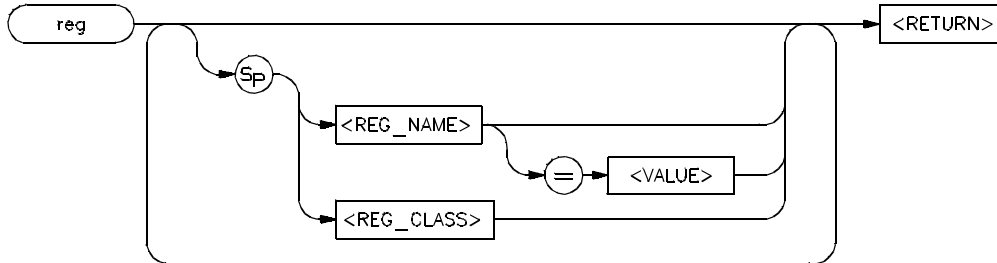 reg
<RETURN>
Sp
<REG_NAME>
=
<VALUE>
<REG_CLASS>